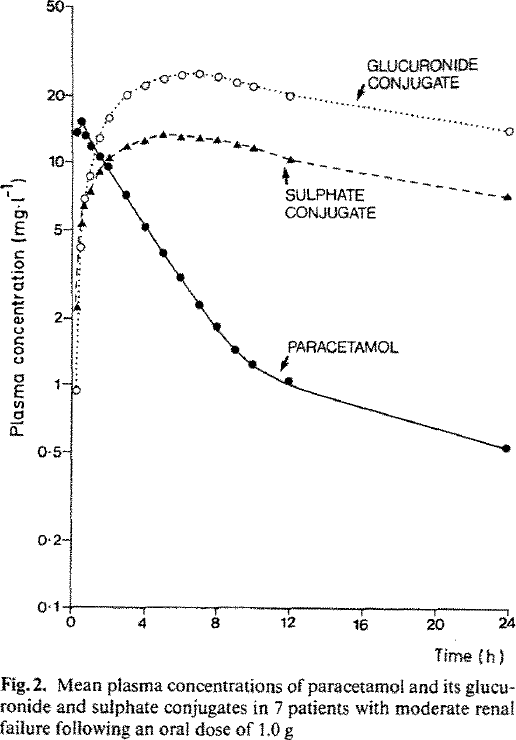 50
GLUCURONIDE
CONJUGATE
20
10
SULPHATE
CONJUGATE
5
2
PARACETAMOL
1
0·5
0·2
0·1
Plasma concentration (mg·l⁻¹)
0 4 8 12 16 20 24
Time (h)
Fig. 2. Mean plasma concentrations of paracetamol and its glucu-
ronide and sulphate conjugates in 7 patients with moderate renal
failure following an oral dose of 1.0 g